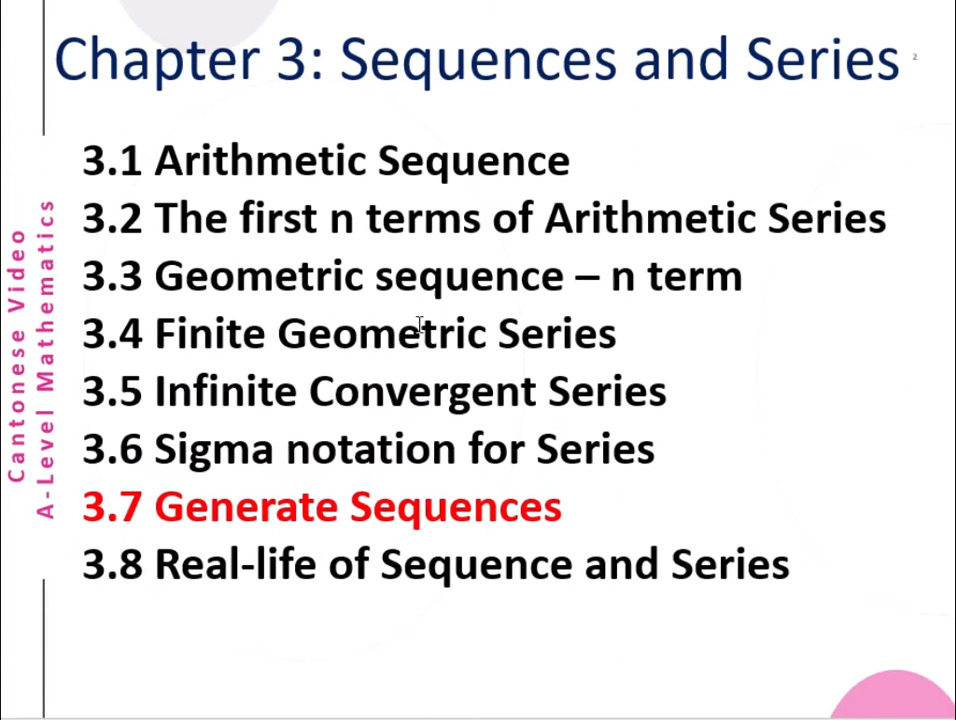 Chapter 3: Sequences and Series
2
3.1 Arithmetic Sequence
3.2 The first n terms of Arithmetic Series
3.3 Geometric sequence – n term
3.4 Finite Geometric Series
3.5 Infinite Convergent Series
3.6 Sigma notation for Series
3.7 Generate Sequences
3.8 Real-life of Sequence and Series
Cantonese Video
A-Level Mathematics